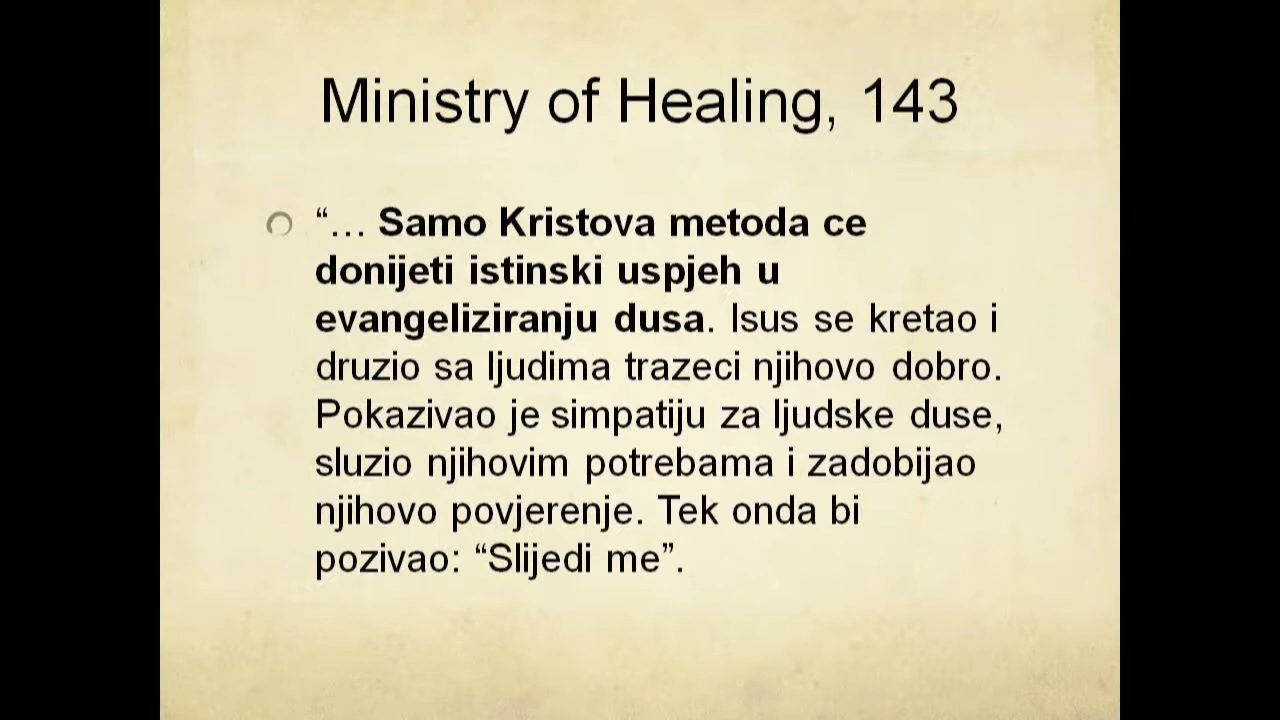 Ministry of Healing, 143
“… Samo Kristova metoda ce
donijeti istinski uspjeh u
evangeliziranju dusa. Isus se kretao i
druzio sa ljudima trazeci njihovo dobro.
Pokazivao je simpatiju za ljudske duse,
sluzio njihovim potrebama i zadobijao
njihovo povjerenje. Tek onda bi
pozivao: “Slijedi me”.